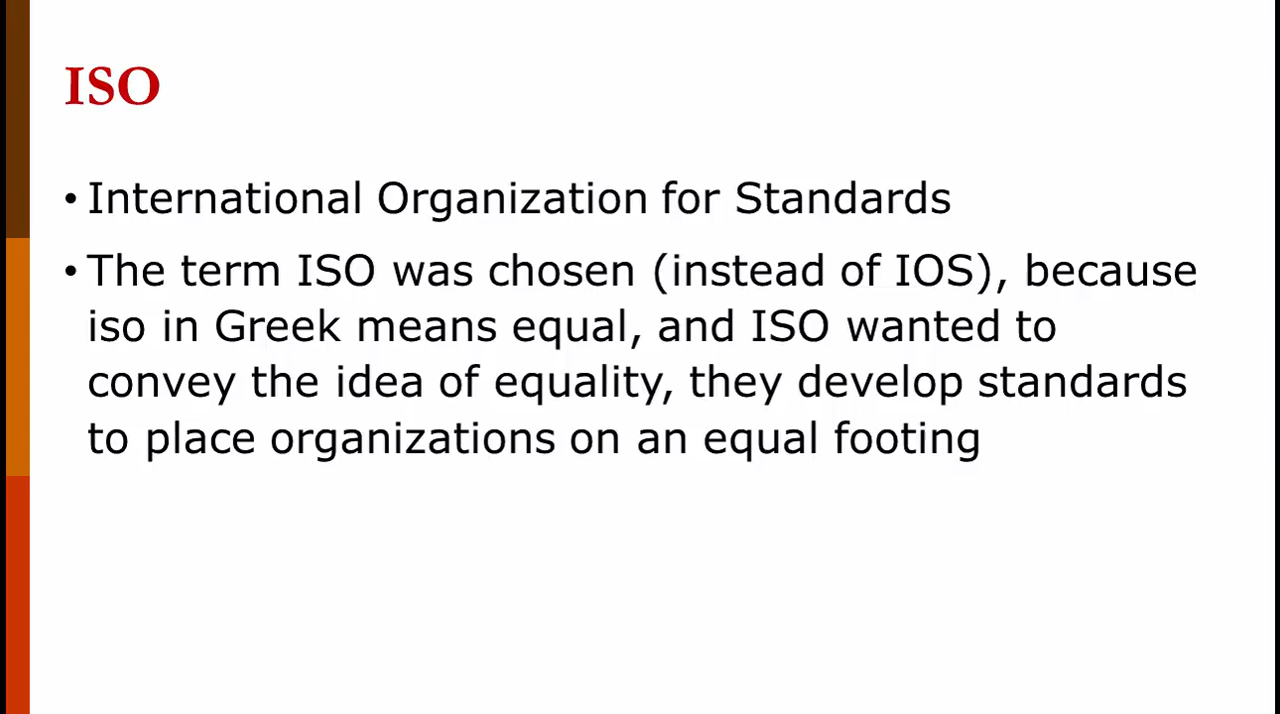 ISO
• International Organization for Standards
• The term ISO was chosen (instead of IOS), because
iso in Greek means equal, and ISO wanted to
convey the idea of equality, they develop standards
to place organizations on an equal footing